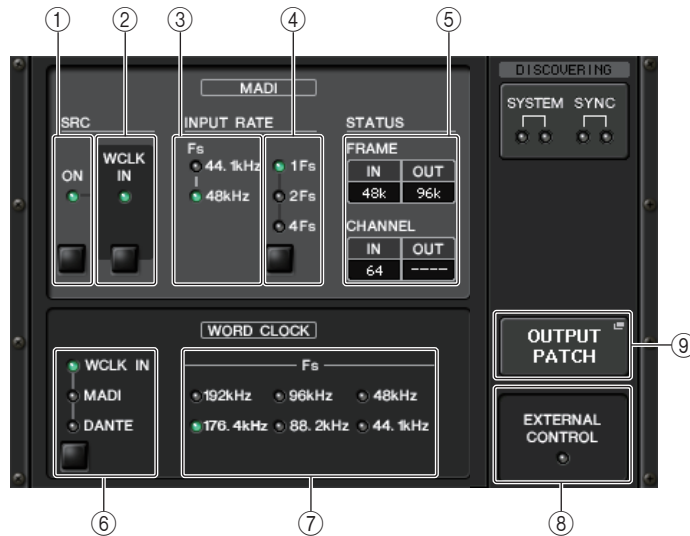 ① ② ③ ④ ⑤
DISCOVERING
MADI
SYSTEM SYNC
SRC
INPUT RATE
STATUS
ON
WCLK
IN
Fs
44.1kHz
48kHz
1Fs
2Fs
4Fs
FRAME
IN OUT
48k 96k
CHANNEL
IN OUT
64 ----
WORD CLOCK
WCLK IN
MADI
DANTE
Fs
192kHz 96kHz 48kHz
176.4kHz 88.2kHz 44.1kHz
OUTPUT
PATCH
⑨
EXTERNAL
CONTROL
⑥ ⑦ ⑧